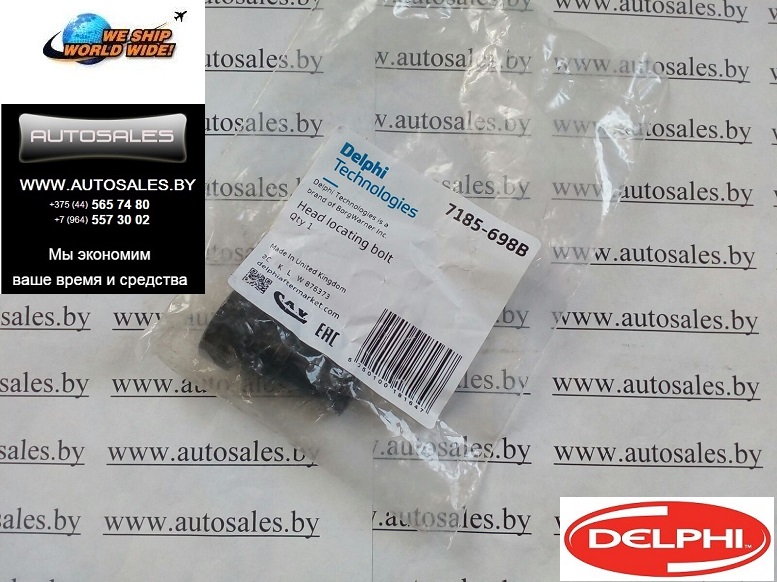 WE SHIP
WORLD WIDE!
AUTOSALES
WWW.AUTOSALES.BY
+375 (44) 565 74 80
+7 (964) 557 30 02
Мы экономим
ваше время и средства
www.autosales.by
Delphi
Technologies
Delphi Technologies is a
brand of BorgWarner Inc.
7185-698B
Head locating bolt
Qty 1
Made In United Kingdom
2C K L W 876373
delphiaftermarket.com
C.A.V.
EAC
DELPHI